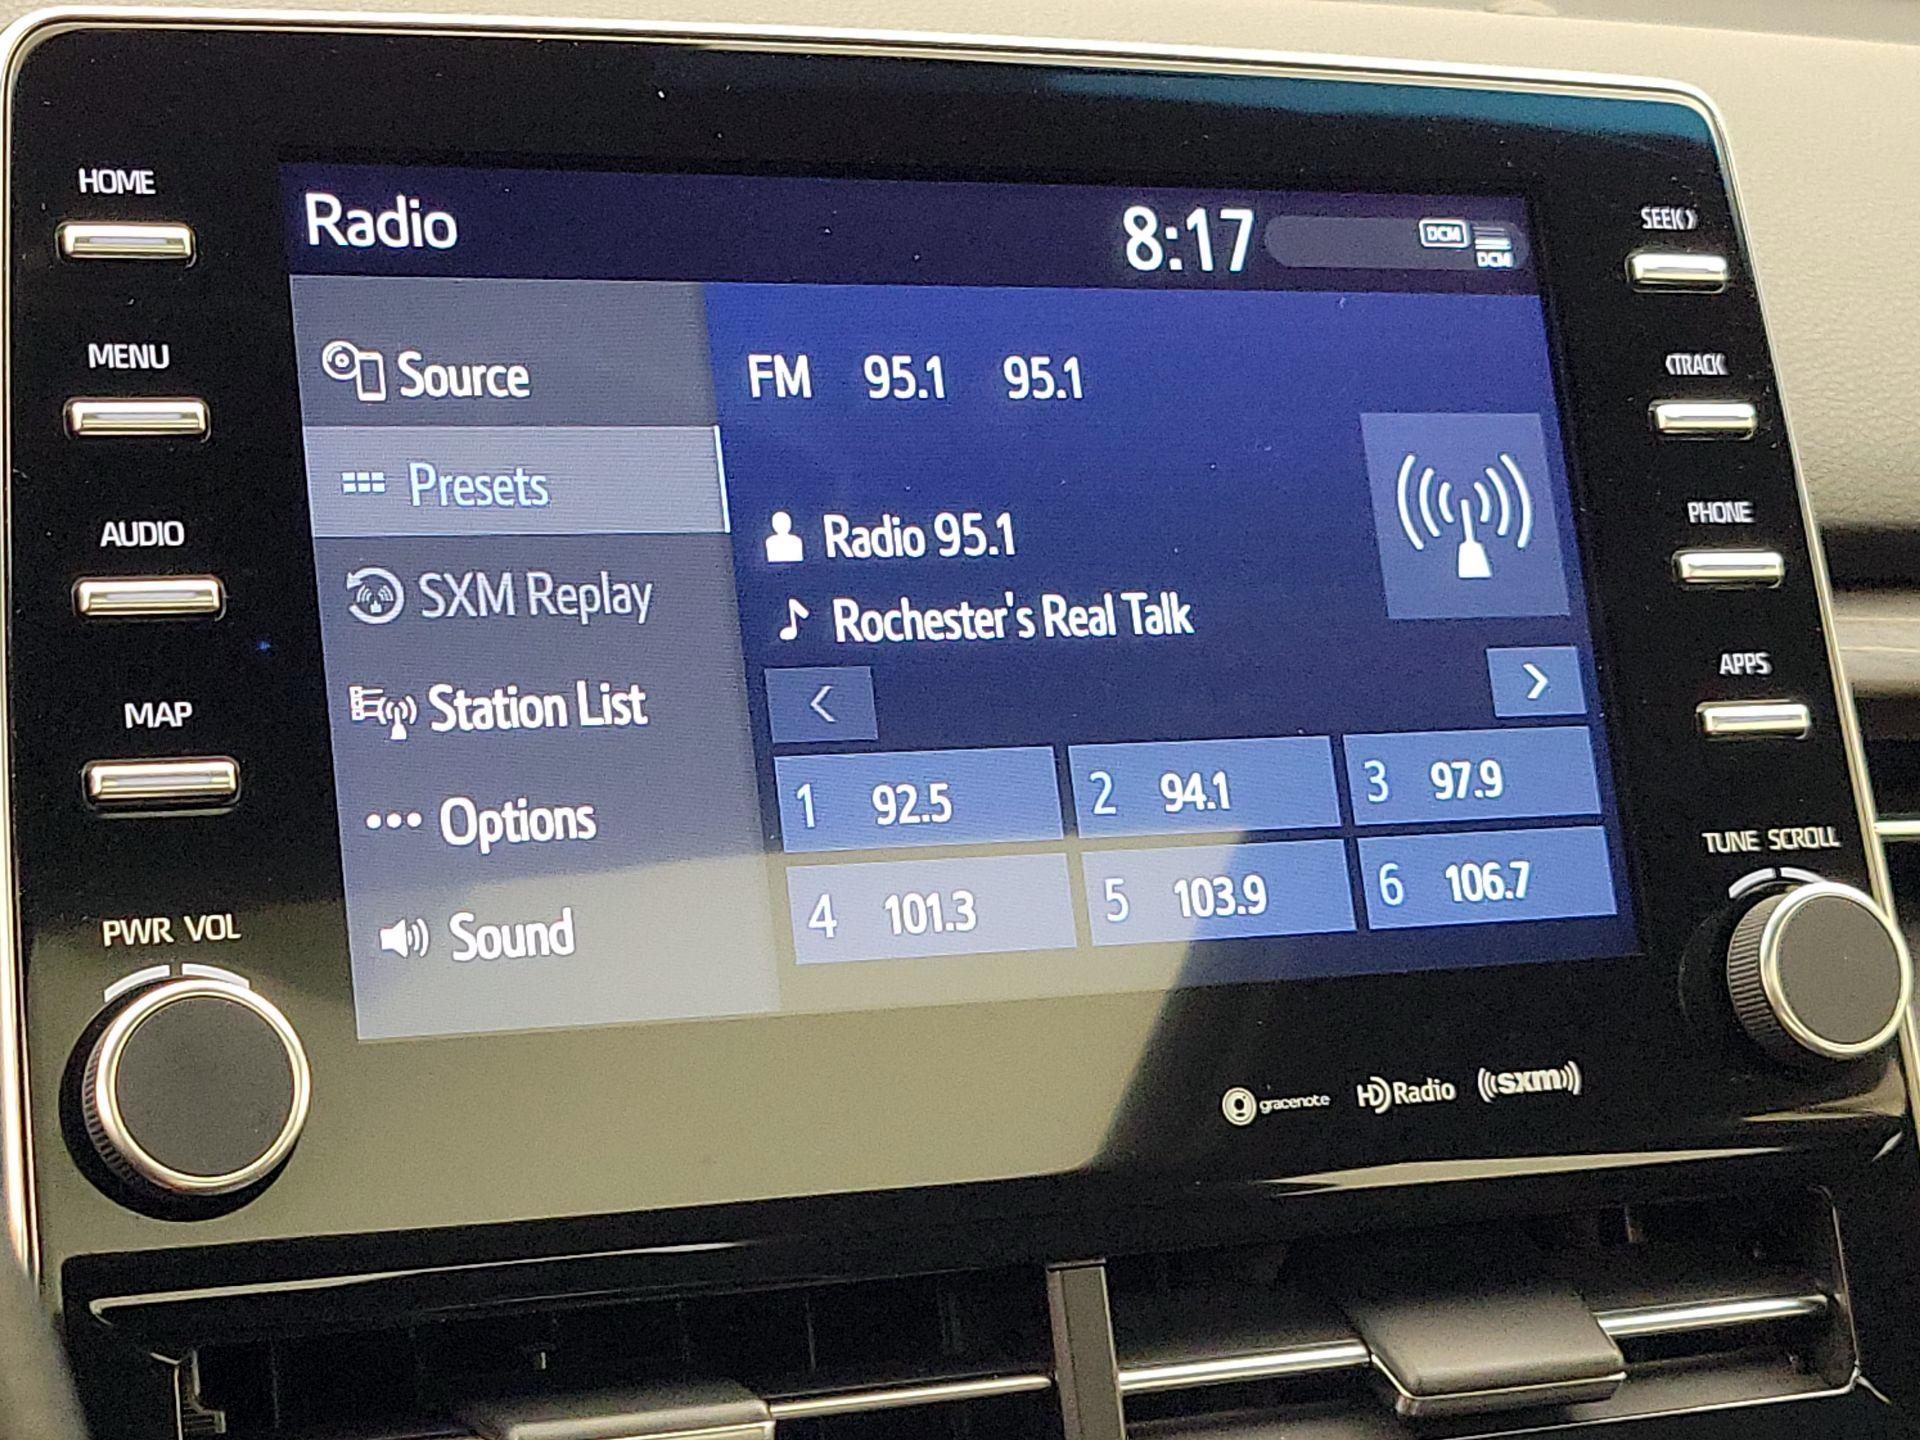 HOME
MENU
AUDIO
MAP
PWR VOL
Radio
8:17
DCM
DCM
Source
Presets
SXM Replay
Station List
Options
Sound
FM 95.1 95.1
Radio 95.1
Rochester's Real Talk
1 92.5
2 94.1
3 97.9
4 101.3
5 103.9
6 106.7
SEEK
TRACK
PHONE
APPS
TUNE SCROLL
gracenote
HD Radio
sxm